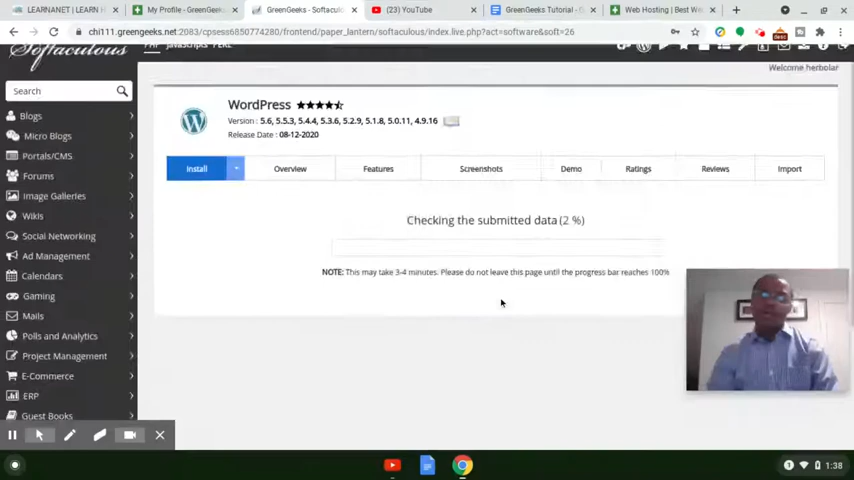 LEARNANET | LEARN H
My Profile - GreenGeeks
GreenGeeks - Softaculo
(23) YouTube
GreenGeeks Tutorial - G
Web Hosting | Best W
chi111.greengeeks.net:2083/cpsess6850774280/frontend/paper_lantern/softaculous/index.live.php?act=software&soft=26
Softaculous
PHP JavaScripts PERL
Welcome herbolar
Search
Blogs
Micro Blogs
Portals/CMS
Forums
Image Galleries
Wikis
Social Networking
Ad Management
Calendars
Gaming
Mails
Polls and Analytics
Project Management
E-Commerce
ERP
Guest Books
WordPress
Version : 5.6, 5.5.3, 5.4.4, 5.3.6, 5.2.9, 5.1.8, 5.0.11, 4.9.16
Release Date : 08-12-2020
Install
Overview
Features
Screenshots
Demo
Ratings
Reviews
Import
Checking the submitted data (2 %)
NOTE: This may take 3-4 minutes. Please do not leave this page until the progress bar reaches 100%
1:38